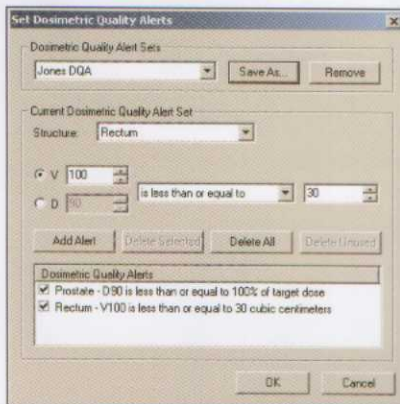 Set Dosimetric Quality Alerts
Dosimetric Quality Alert Sets
Jones DQA
Save As...
Remove
Current Dosimetric Quality Alert Set
Structure: Rectum
V 100 is less than or equal to 30
D 90
Add Alert Delete Selected Delete All Delete Unused
Dosimetric Quality Alerts
Prostate - D90 is less than or equal to 100% of target dose
Rectum - V100 is less than or equal to 30 cubic centimeters
OK Cancel